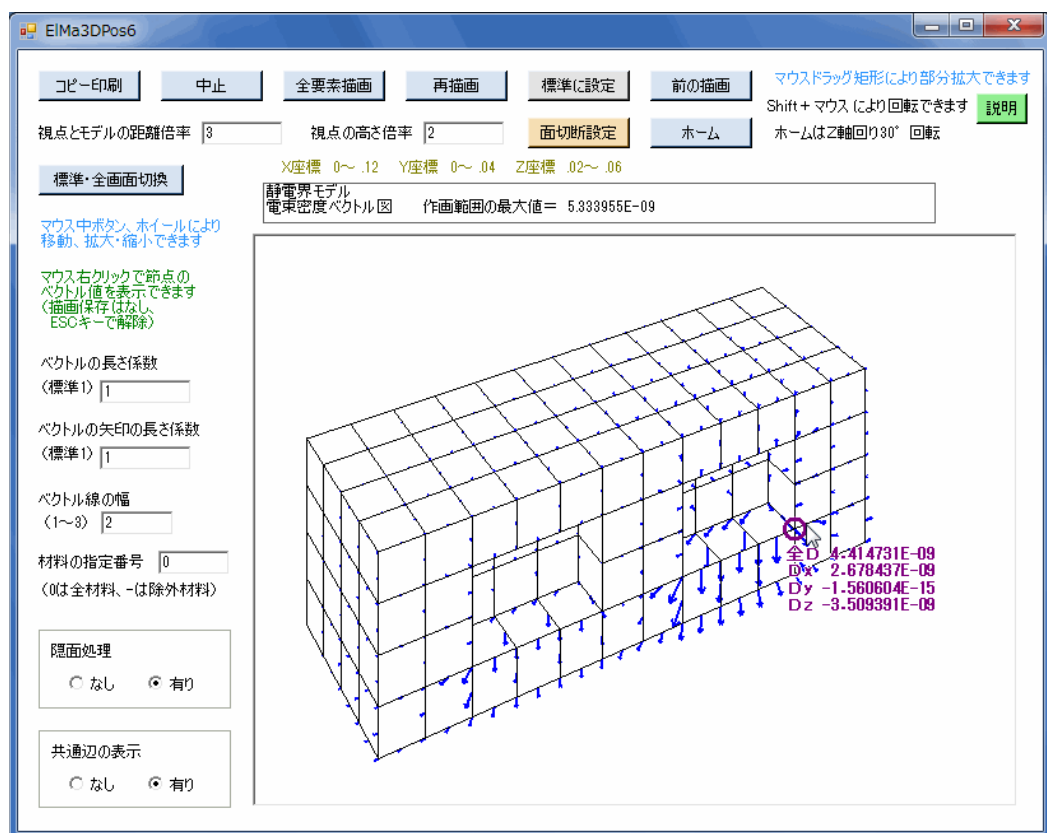 ElMa3DPos6
コピー印刷
中止
全要素描画
再描画
標準に設定
前の描画
マウスドラッグ矩形により部分拡大できます
Shift+マウスにより回転できます
説明
視点とモデルの距離倍率 3
視点の高さ倍率 2
面切断設定
ホーム
ホームはZ軸回り30° 回転
標準・全画面切換
X座標 0～ .12 Y座標 0～ .04 Z座標 .02～ .06
静電界モデル
電束密度ベクトル図 作画範囲の最大値＝ 5.333955E-09
マウス中ボタン、ホイールにより
移動、拡大・縮小できます
マウス右クリックで節点の
ベクトル値を表示できます
（描画保存はなし、
ESCキーで解除）
ベクトルの長さ係数
(標準1) 1
ベクトルの矢印の長さ係数
(標準1) 1
ベクトル線の幅
(1～3) 2
材料の指定番号 0
(0は全材料、-は除外材料)
隠面処理
なし 有り
共通辺の表示
なし 有り
全D 4.414731E-09
Dx 2.678437E-09
Dy -1.560604E-15
Dz -3.509391E-09